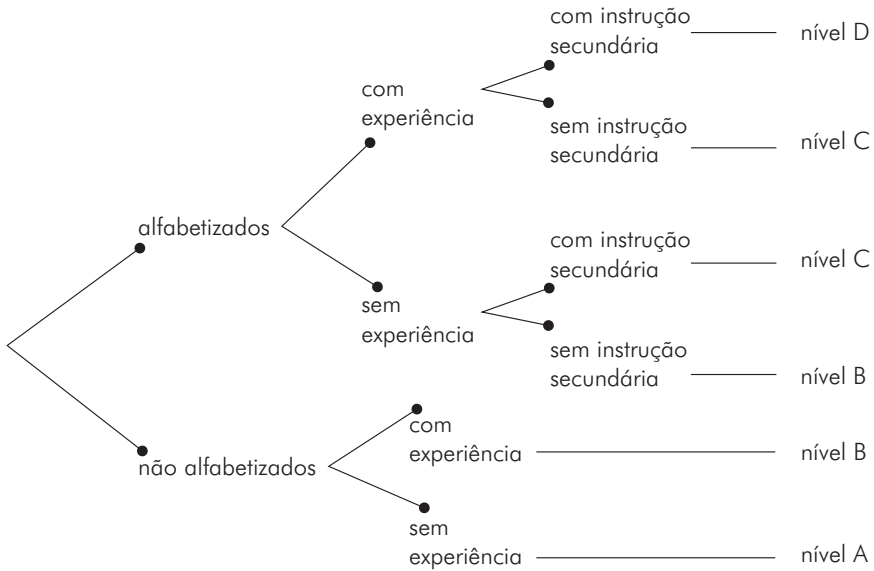 com instrução
secundária
nível D
com
experiência
sem instrução
secundária
nível C
alfabetizados
com instrução
secundária
nível C
sem
experiência
sem instrução
secundária
nível B
com
experiência
nível B
não alfabetizados
sem
experiência
nível A